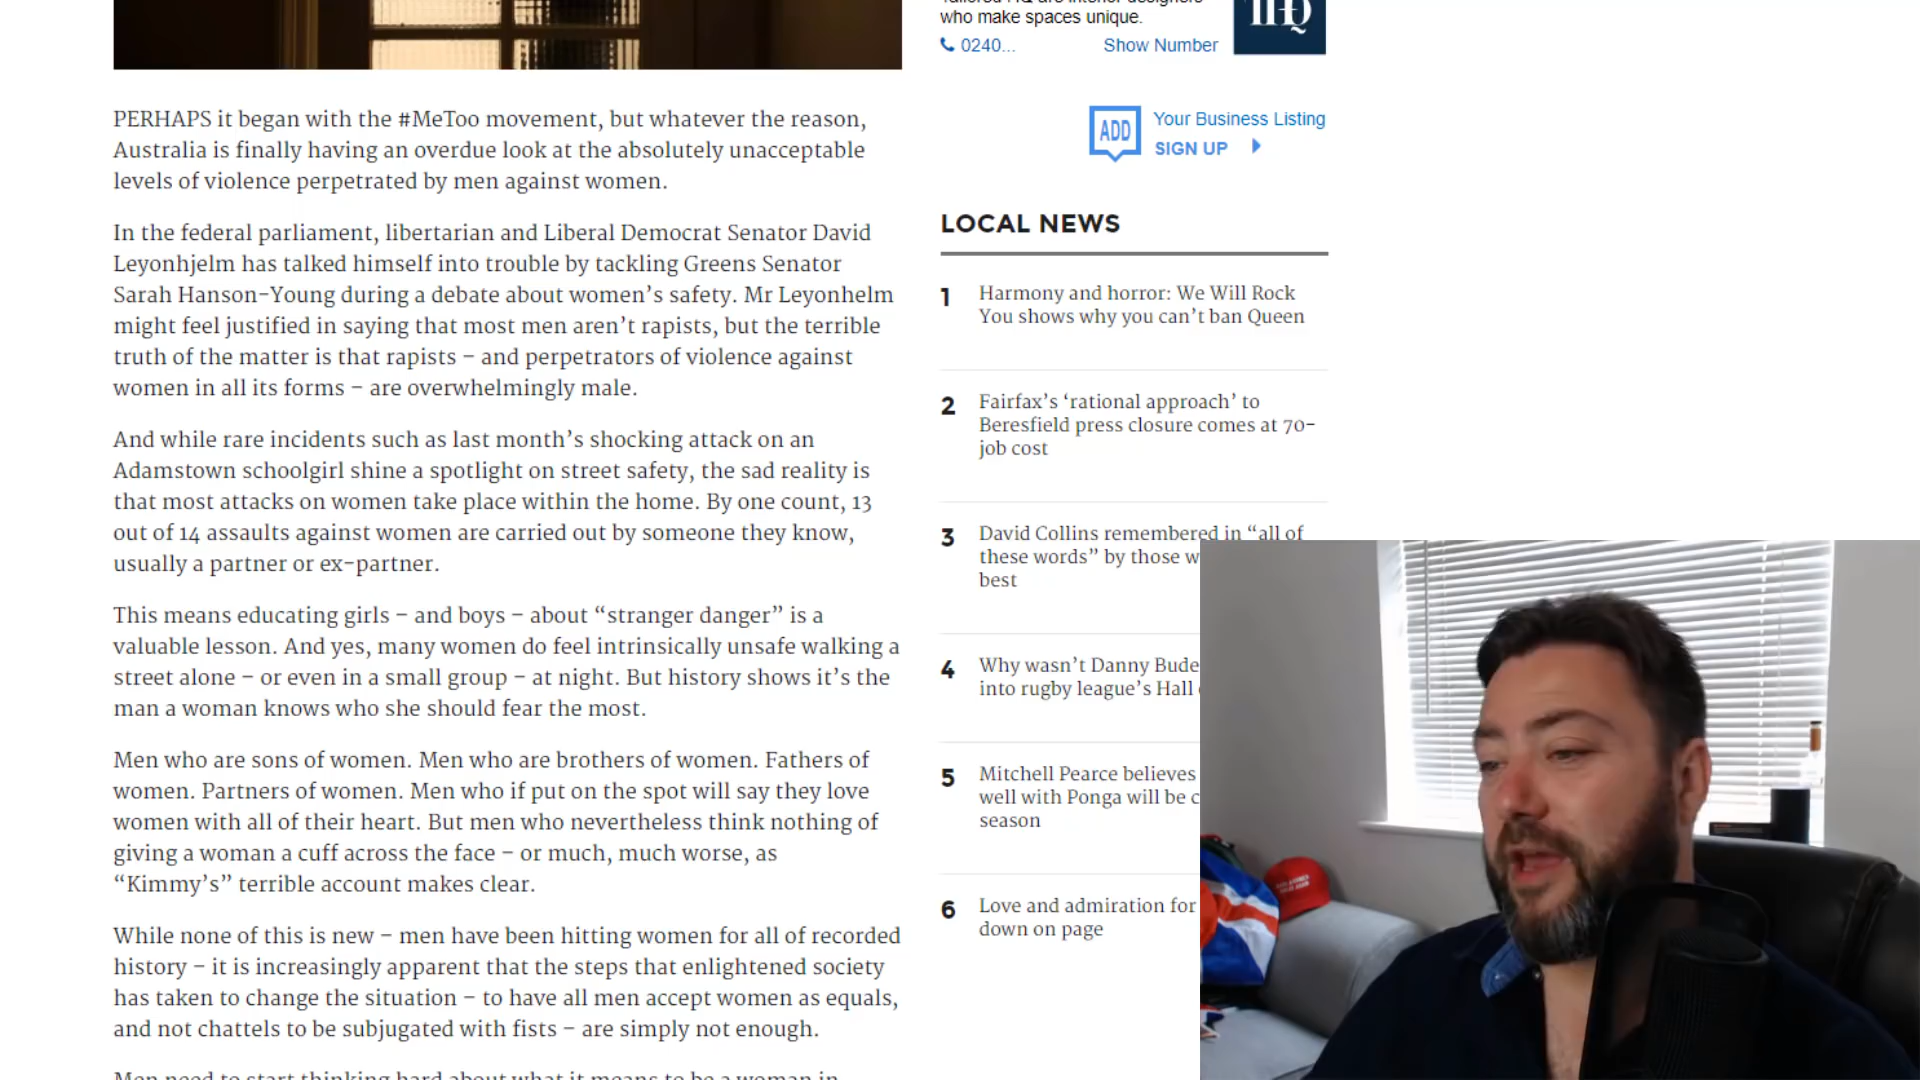 who make spaces unique.
0240...
Show Number
ADD
Your Business Listing
SIGN UP
PERHAPS it began with the #MeToo movement, but whatever the reason,
Australia is finally having an overdue look at the absolutely unacceptable
levels of violence perpetrated by men against women.
In the federal parliament, libertarian and Liberal Democrat Senator David
Leyonhjelm has talked himself into trouble by tackling Greens Senator
Sarah Hanson-Young during a debate about women’s safety. Mr Leyonhelm
might feel justified in saying that most men aren’t rapists, but the terrible
truth of the matter is that rapists – and perpetrators of violence against
women in all its forms – are overwhelmingly male.
And while rare incidents such as last month’s shocking attack on an
Adamstown schoolgirl shine a spotlight on street safety, the sad reality is
that most attacks on women take place within the home. By one count, 13
out of 14 assaults against women are carried out by someone they know,
usually a partner or ex-partner.
This means educating girls – and boys – about “stranger danger” is a
valuable lesson. And yes, many women do feel intrinsically unsafe walking a
street alone – or even in a small group – at night. But history shows it’s the
man a woman knows who she should fear the most.
Men who are sons of women. Men who are brothers of women. Fathers of
women. Partners of women. Men who if put on the spot will say they love
women with all of their heart. But men who nevertheless think nothing of
giving a woman a cuff across the face – or much, much worse, as
“Kimmy’s” terrible account makes clear.
While none of this is new – men have been hitting women for all of recorded
history – it is increasingly apparent that the steps that enlightened society
has taken to change the situation – to have all men accept women as equals,
and not chattels to be subjugated with fists – are simply not enough.
Men need to start thinking hard about what it means to be a woman in
LOCAL NEWS
1
Harmony and horror: We Will Rock
You shows why you can’t ban Queen
2
Fairfax’s ‘rational approach’ to
Beresfield press closure comes at 70-
job cost
3
David Collins remembered in “all of
these words” by those
best
4
Why wasn’t Danny
into rugby league’s Hall
5
Mitchell Pearce believes
well with Ponga will be
season
6
Love and admiration for
down on page